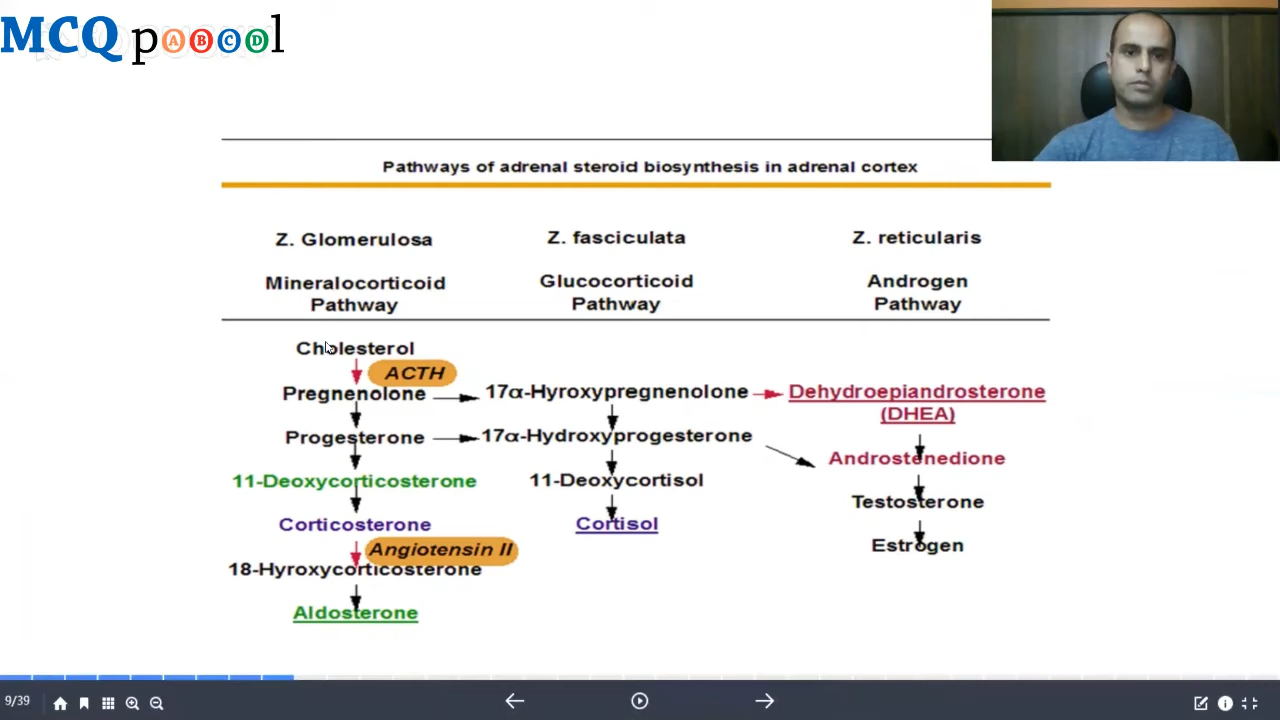 MCQ pABCDl
Pathways of adrenal steroid biosynthesis in adrenal cortex
Z. Glomerulosa
Z. fasciculata
Z. reticularis
Mineralocorticoid
Pathway
Glucocorticoid
Pathway
Androgen
Pathway
Cholesterol
ACTH
Pregnenolone
17α-Hyroxypregnenolone
Dehydroepiandrosterone
(DHEA)
Progesterone
17α-Hydroxyprogesterone
Androstenedione
11-Deoxycorticosterone
11-Deoxycortisol
Testosterone
Corticosterone
Cortisol
Estrogen
Angiotensin II
18-Hyroxycorticosterone
Aldosterone
9/39